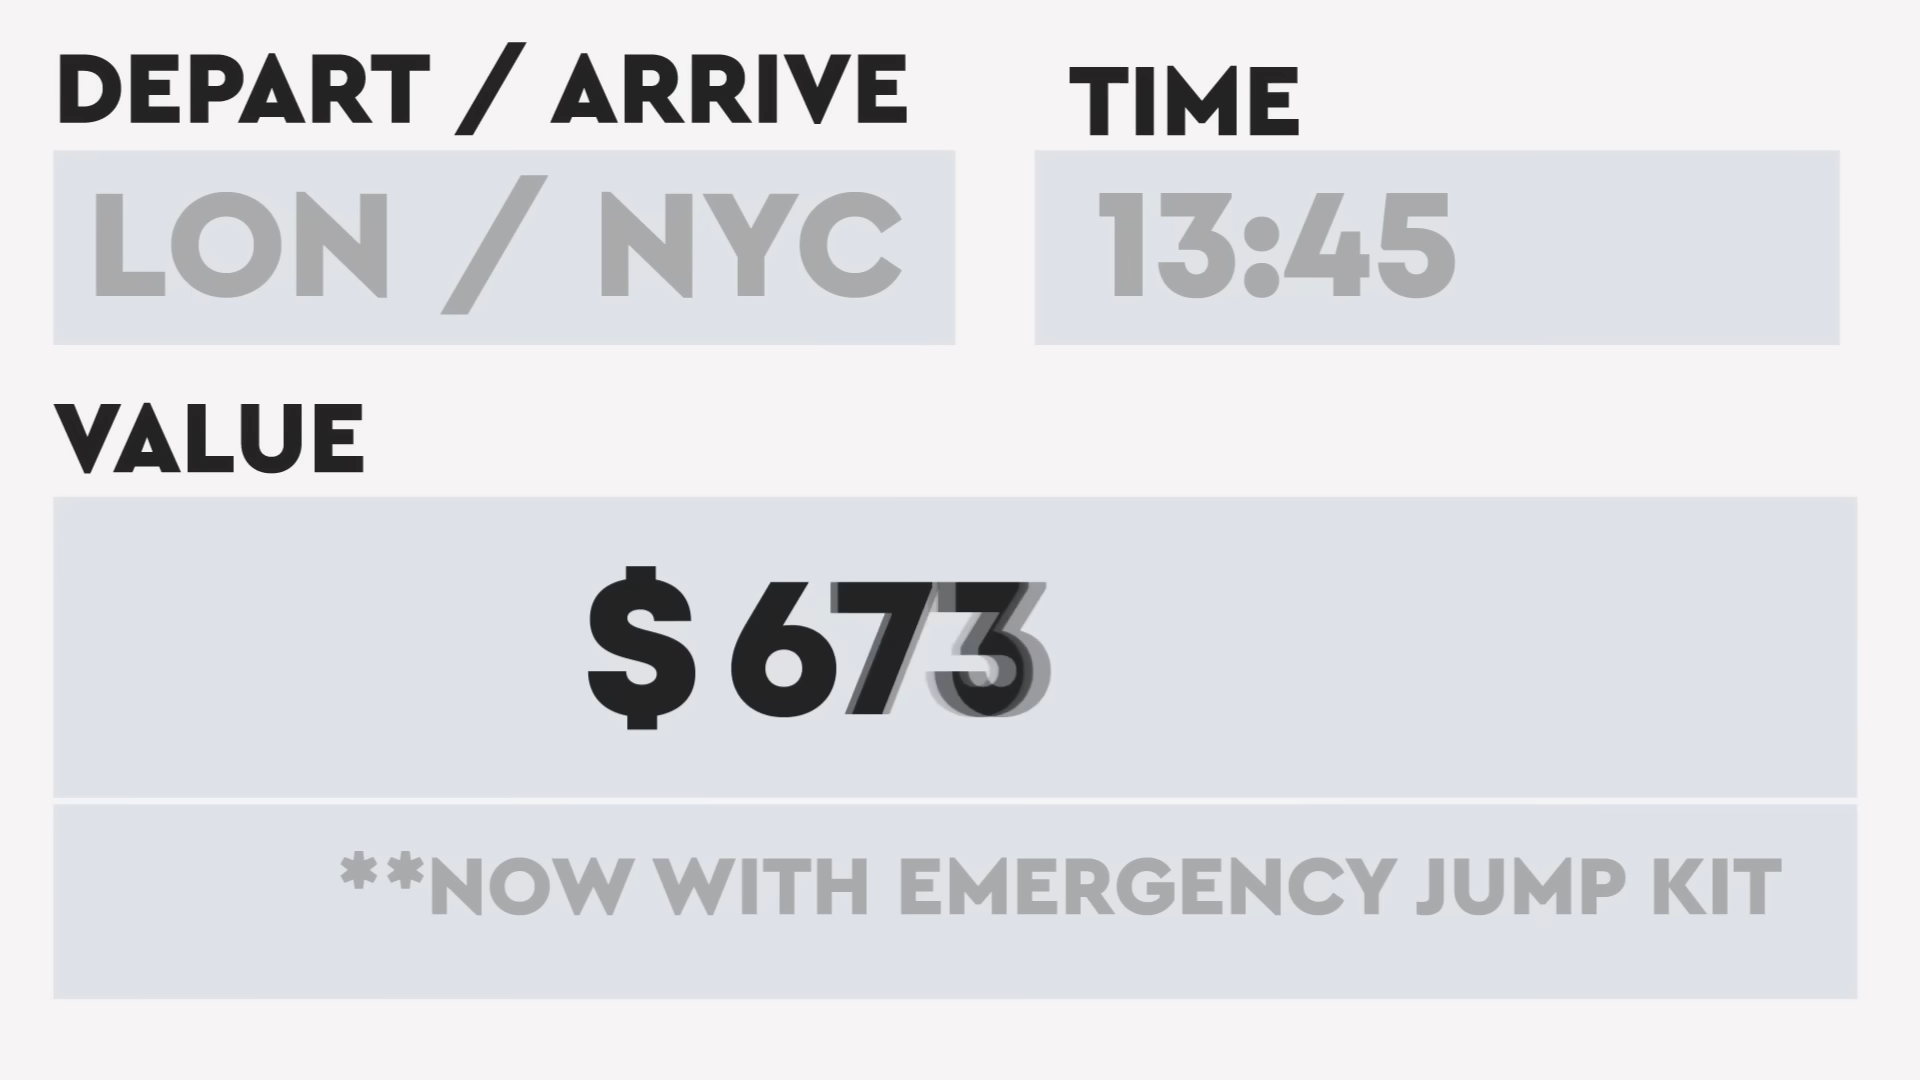 DEPART / ARRIVE
TIME
LON / NYC
13:45
VALUE
$ 673
**NOW WITH EMERGENCY JUMP KIT